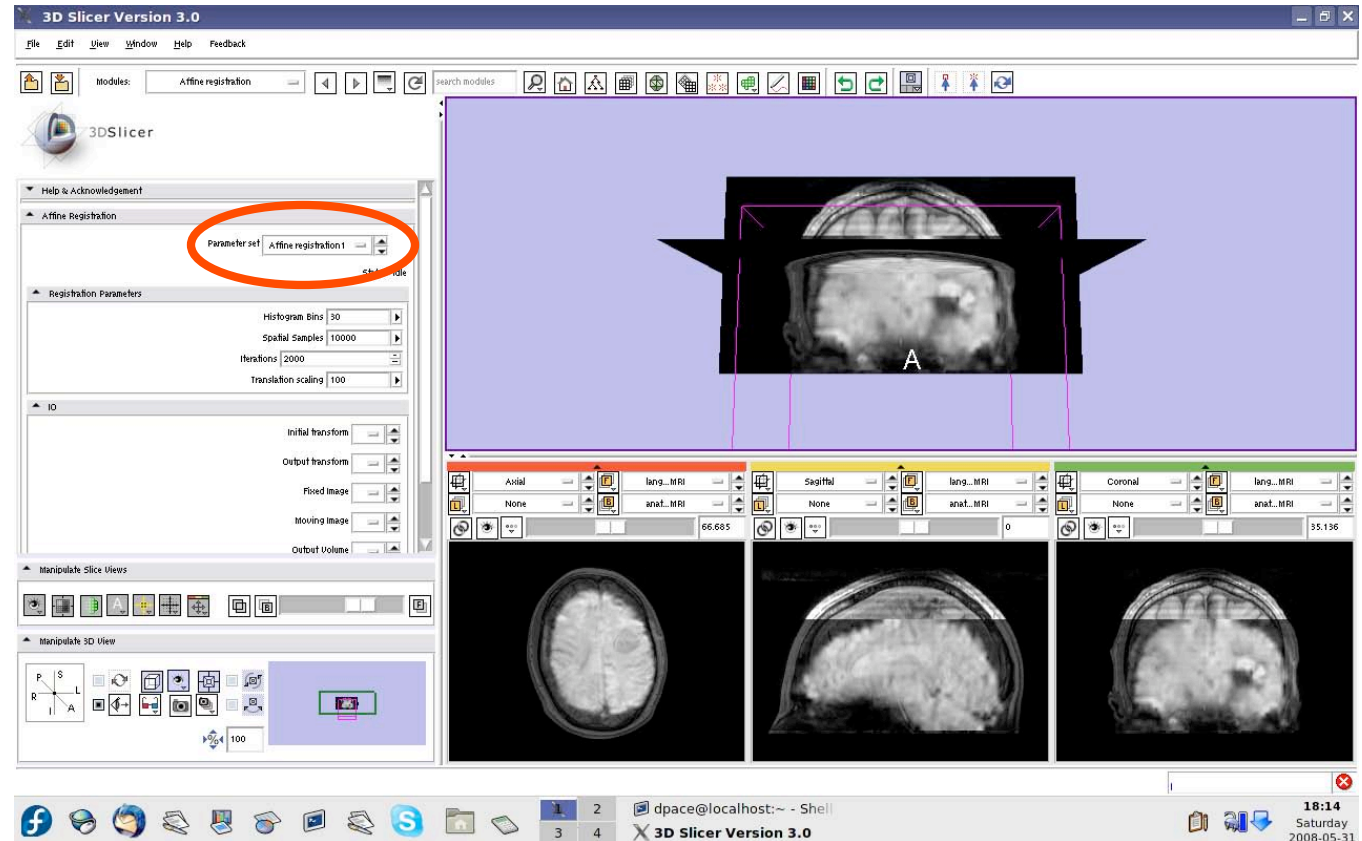 3D Slicer Version 3.0
File Edit View Window Help Feedback
Modules: Affine registration search modules
3DSlicer
Help & Acknowledgement
Affine Registration
Parameter set Affine registration1
Registration Parameters
Histogram Bins 30
Spatial Samples 10000
Iterations 2000
Translation scaling 100
IO
Initial transform
Output transform
Fixed Image
Moving Image
Output Volume
Manipulate Slice Views
Manipulate 3D View
P S
R L
I A
% 100
A
Axial F lang...MRI
L None B anat...MRI
66.685
Sagittal F lang...MRI
L None B anat...MRI
0
Coronal F lang...MRI
L None B anat...MRI
35.136
1 2
3 4
dpace@localhost:~ - Shell
3D Slicer Version 3.0
18:14
Saturday
2008-05-31